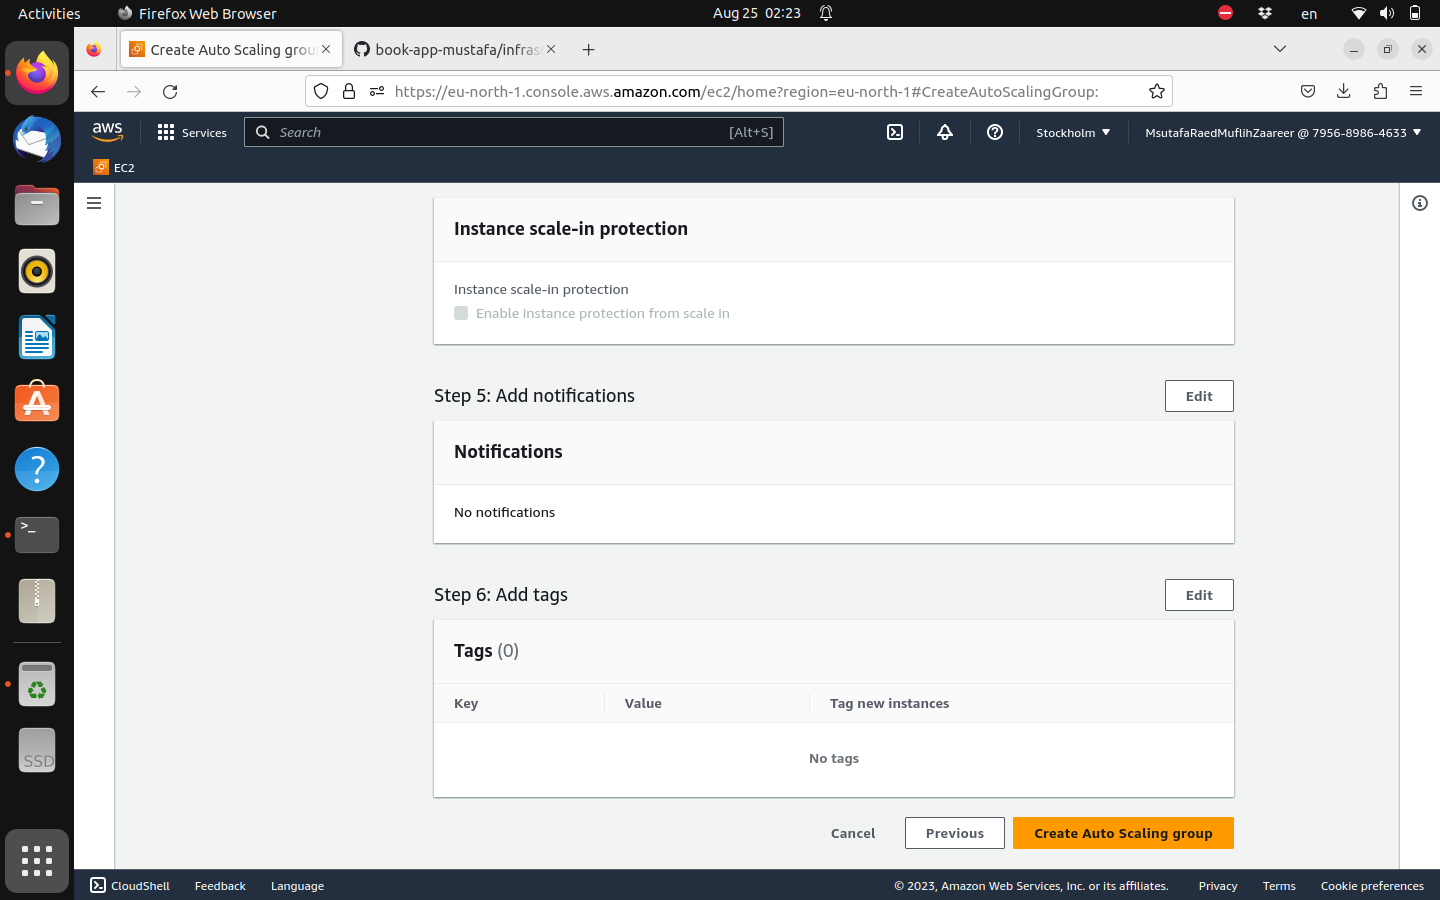 Activities
Firefox Web Browser
Aug 25 02:23
en
Create Auto Scaling grou
book-app-mustafa/infras
https://eu-north-1.console.aws.amazon.com/ec2/home?region=eu-north-1#CreateAutoScalingGroup:
aws
Services
Search
[Alt+S]
Stockholm
MsutafaRaedMuflihZaareer @ 7956-8986-4633
EC2
Instance scale-in protection
Instance scale-in protection
Enable instance protection from scale in
Step 5: Add notifications
Edit
Notifications
No notifications
Step 6: Add tags
Edit
Tags (0)
Key
Value
Tag new instances
No tags
Cancel
Previous
Create Auto Scaling group
SSD
CloudShell
Feedback
Language
© 2023, Amazon Web Services, Inc. or its affiliates.
Privacy
Terms
Cookie preferences